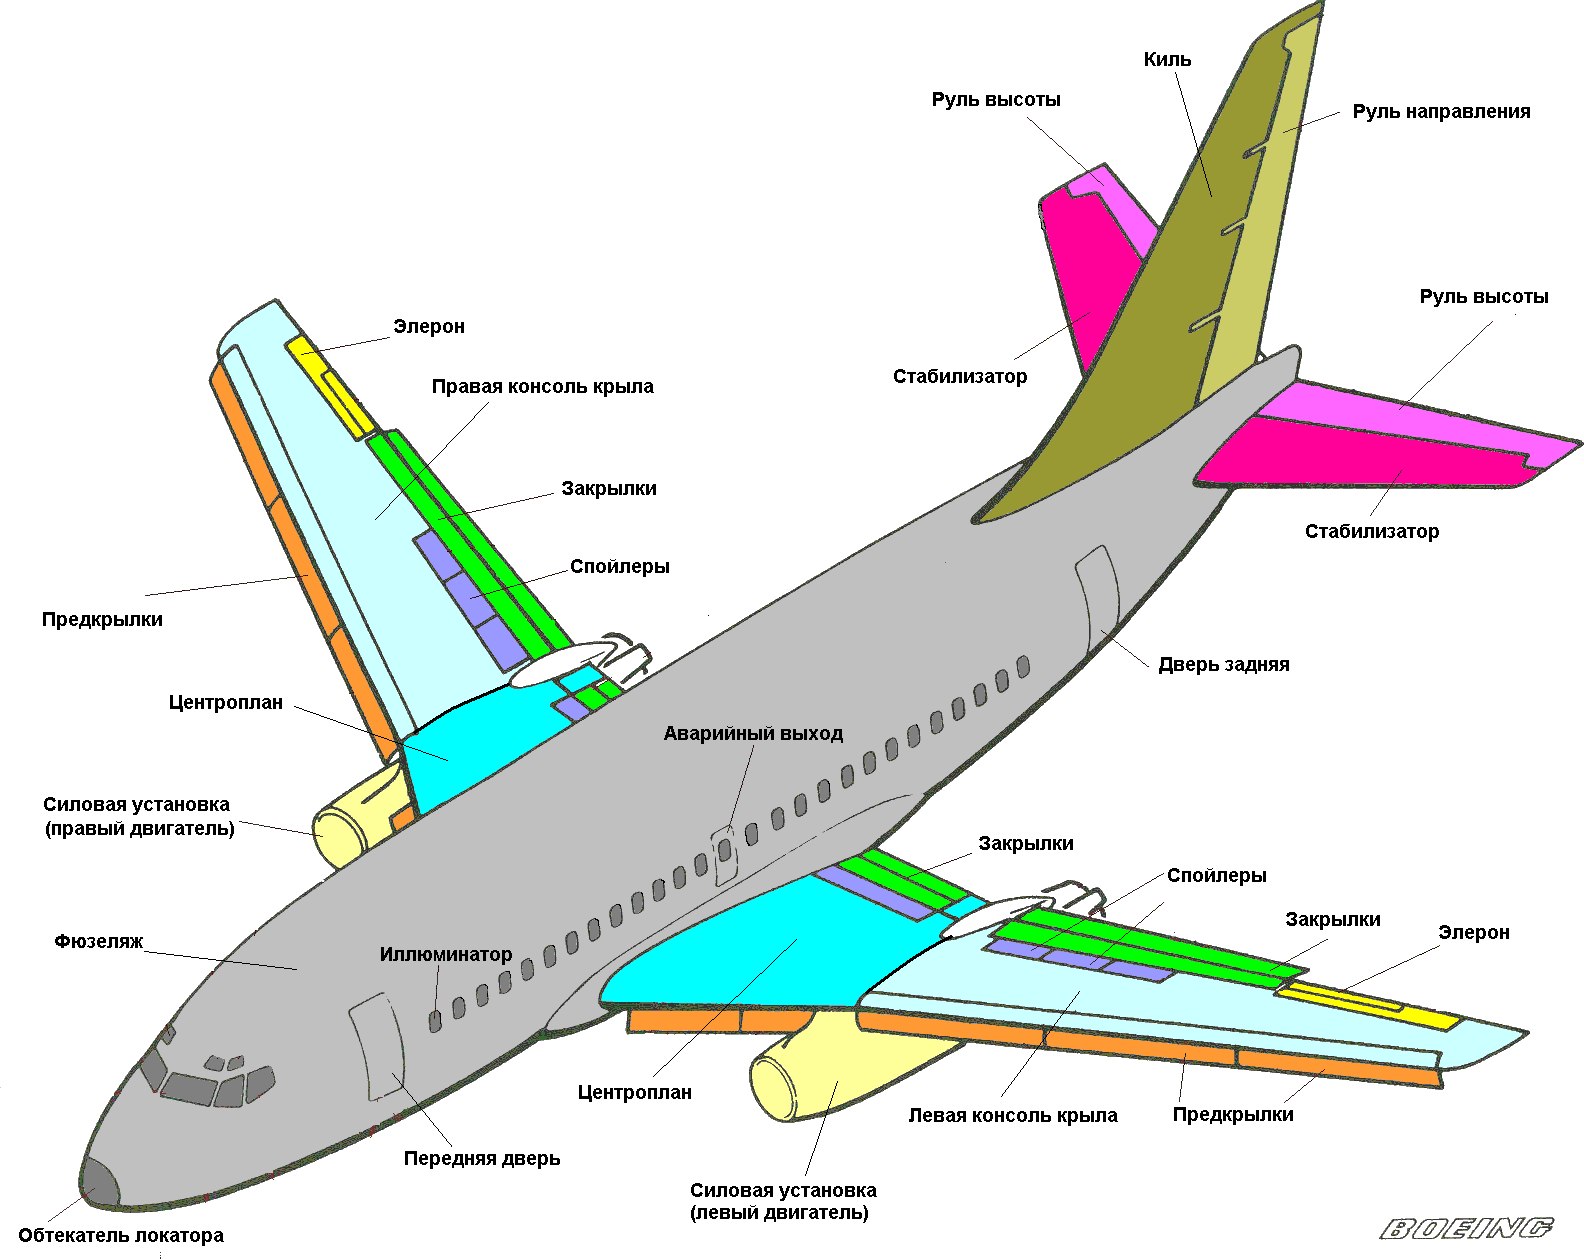 Киль
Руль высоты
Руль направления
Руль высоты
Элерон
Стабилизатор
Правая консоль крыла
Закрылки
Стабилизатор
Спойлеры
Предкрылки
Дверь задняя
Центроплан
Аварийный выход
Силовая установка
(правый двигатель)
Закрылки
Спойлеры
Закрылки
Элерон
Фюзеляж
Иллюминатор
Центроплан
Левая консоль крыла
Предкрылки
Передняя дверь
Силовая установка
(левый двигатель)
Обтекатель локатора
BOEING